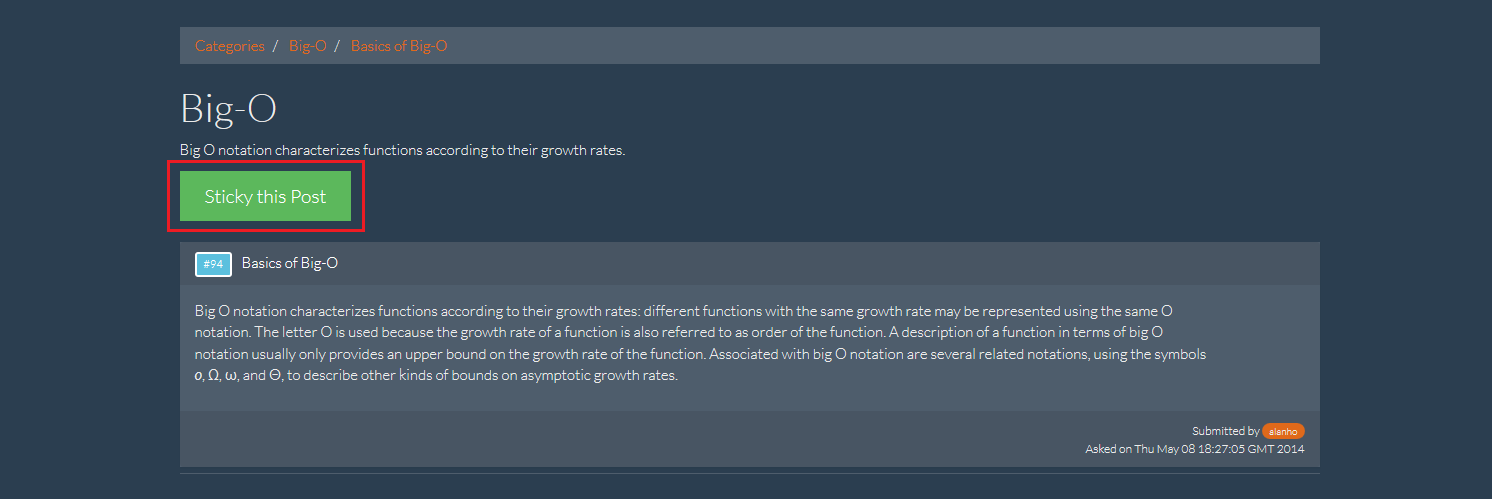 Categories / Big-O / Basics of Big-O
Big-O
Big O notation characterizes functions according to their growth rates.
Sticky this Post
#94 Basics of Big-O
Big O notation characterizes functions according to their growth rates: different functions with the same growth rate may be represented using the same O
notation. The letter O is used because the growth rate of a function is also referred to as order of the function. A description of a function in terms of big O
notation usually only provides an upper bound on the growth rate of the function. Associated with big O notation are several related notations, using the symbols
o, Ω, ω, and Θ, to describe other kinds of bounds on asymptotic growth rates.
Submitted by alanho
Asked on Thu May 08 18:27:05 GMT 2014